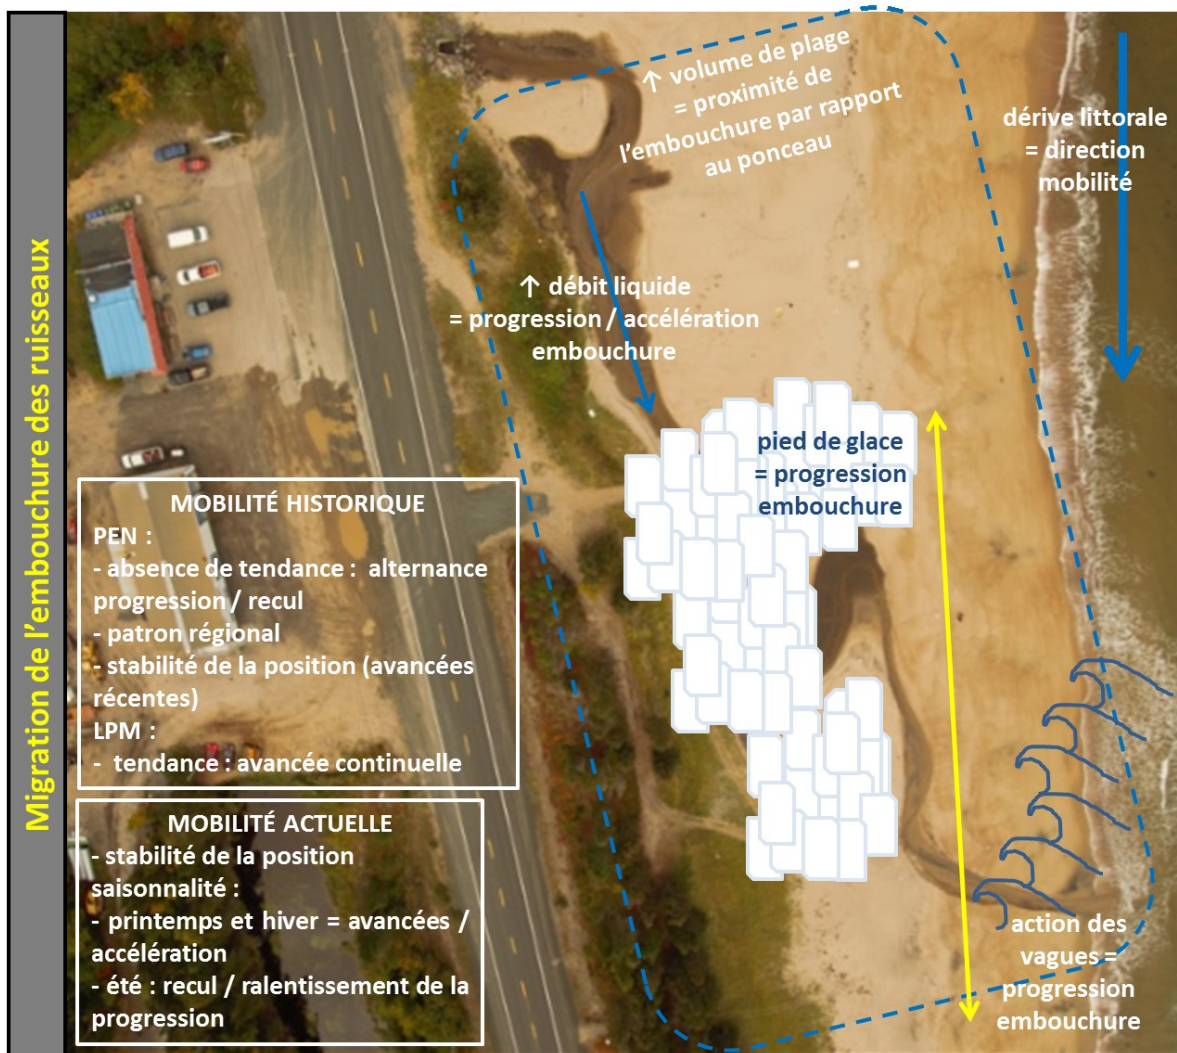 Migration de l'embouchure des ruisseaux
↑ volume de plage
= proximité de
l'embouchure par rapport
au ponceau
dérive littorale
= direction
mobilité
↑ débit liquide
= progression / accélération
embouchure
pied de glace
= progression
embouchure
MOBILITÉ HISTORIQUE
PEN :
- absence de tendance : alternance
progression / recul
- patron régional
- stabilité de la position (avancées
récentes)
LPM :
- tendance : avancée continuelle
MOBILITÉ ACTUELLE
- stabilité de la position
saisonnalité :
- printemps et hiver = avancées /
accélération
- été : recul / ralentissement de la
progression
action des
vagues =
progression
embouchure